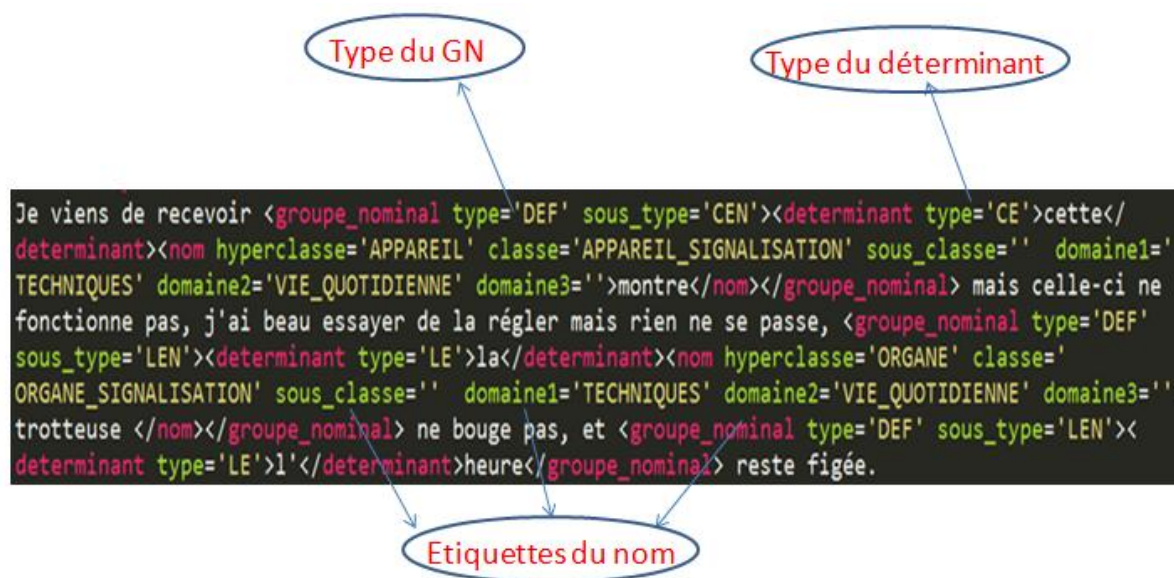 Type du GN
Type du déterminant
Je viens de recevoir <groupe_nominal type='DEF' sous_type='CEN'><determinant type='CE'>cette</
determinant><nom hyperclasse='APPAREIL' classe='APPAREIL_SIGNALISATION' sous_classe='' domaine1='
TECHNIQUES' domaine2='VIE_QUOTIDIENNE' domaine3=''>montre</nom></groupe_nominal> mais celle-ci ne
fonctionne pas, j'ai beau essayer de la régler mais rien ne se passe, <groupe_nominal type='DEF'
sous_type='LEN'><determinant type='LE'>la</determinant><nom hyperclasse='ORGANE' classe='
ORGANE_SIGNALISATION' sous_classe='' domaine1='TECHNIQUES' domaine2='VIE_QUOTIDIENNE' domaine3=''
trotteuse </nom></groupe_nominal> ne bouge pas, et <groupe_nominal type='DEF' sous_type='LEN'><
determinant type='LE'>l'</determinant>heure</groupe_nominal> reste figée.
Etiquettes du nom